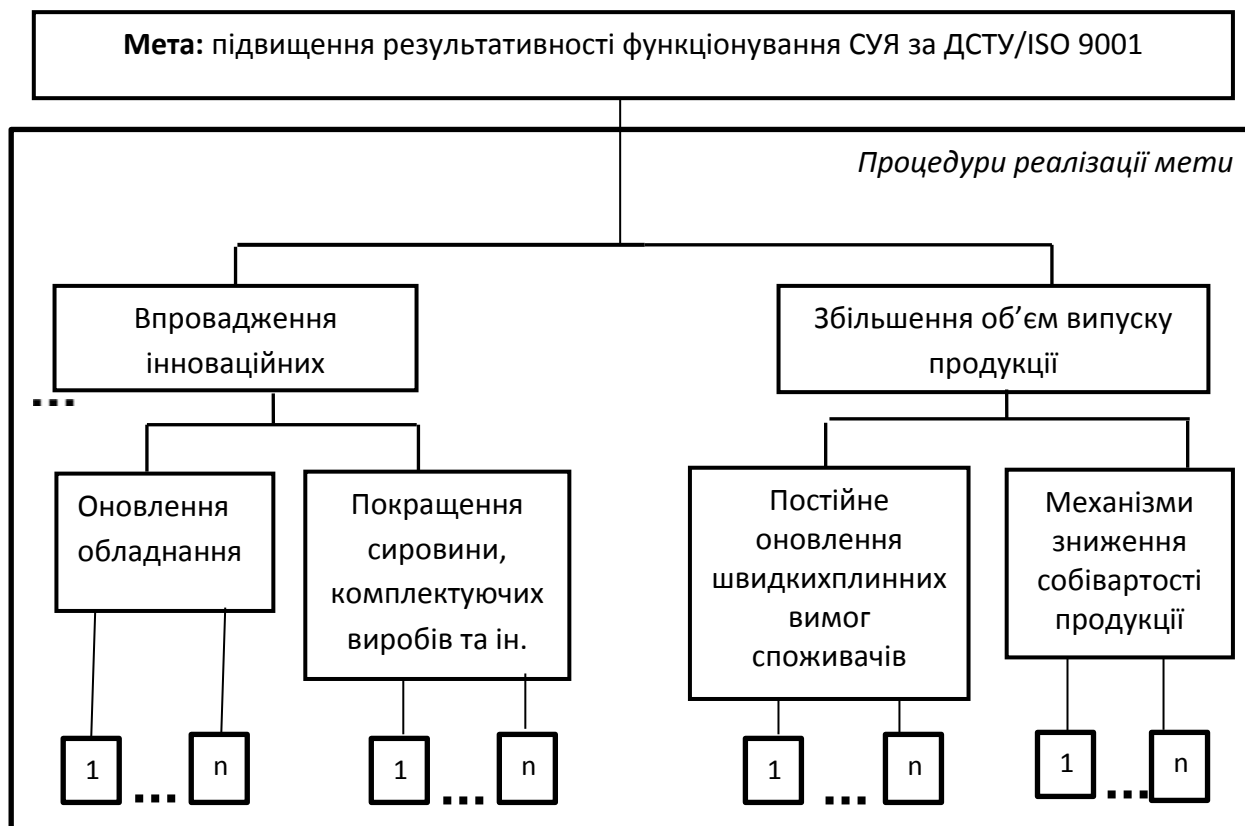 Мета: підвищення результативності функціонування СУЯ за ДСТУ/ISO 9001
Процедури реалізації мети
Впровадження
інноваційних
Збільшення об’єм випуску
продукції
...
Оновлення
обладнання
Покращення
сировини,
комплектуючих
виробів та ін.
Постійне
оновлення
швидкихплинних
вимог
споживачів
Механізми
зниження
собівартості
продукції
1 ... n
1 ... n
1 ... n
1 ... n